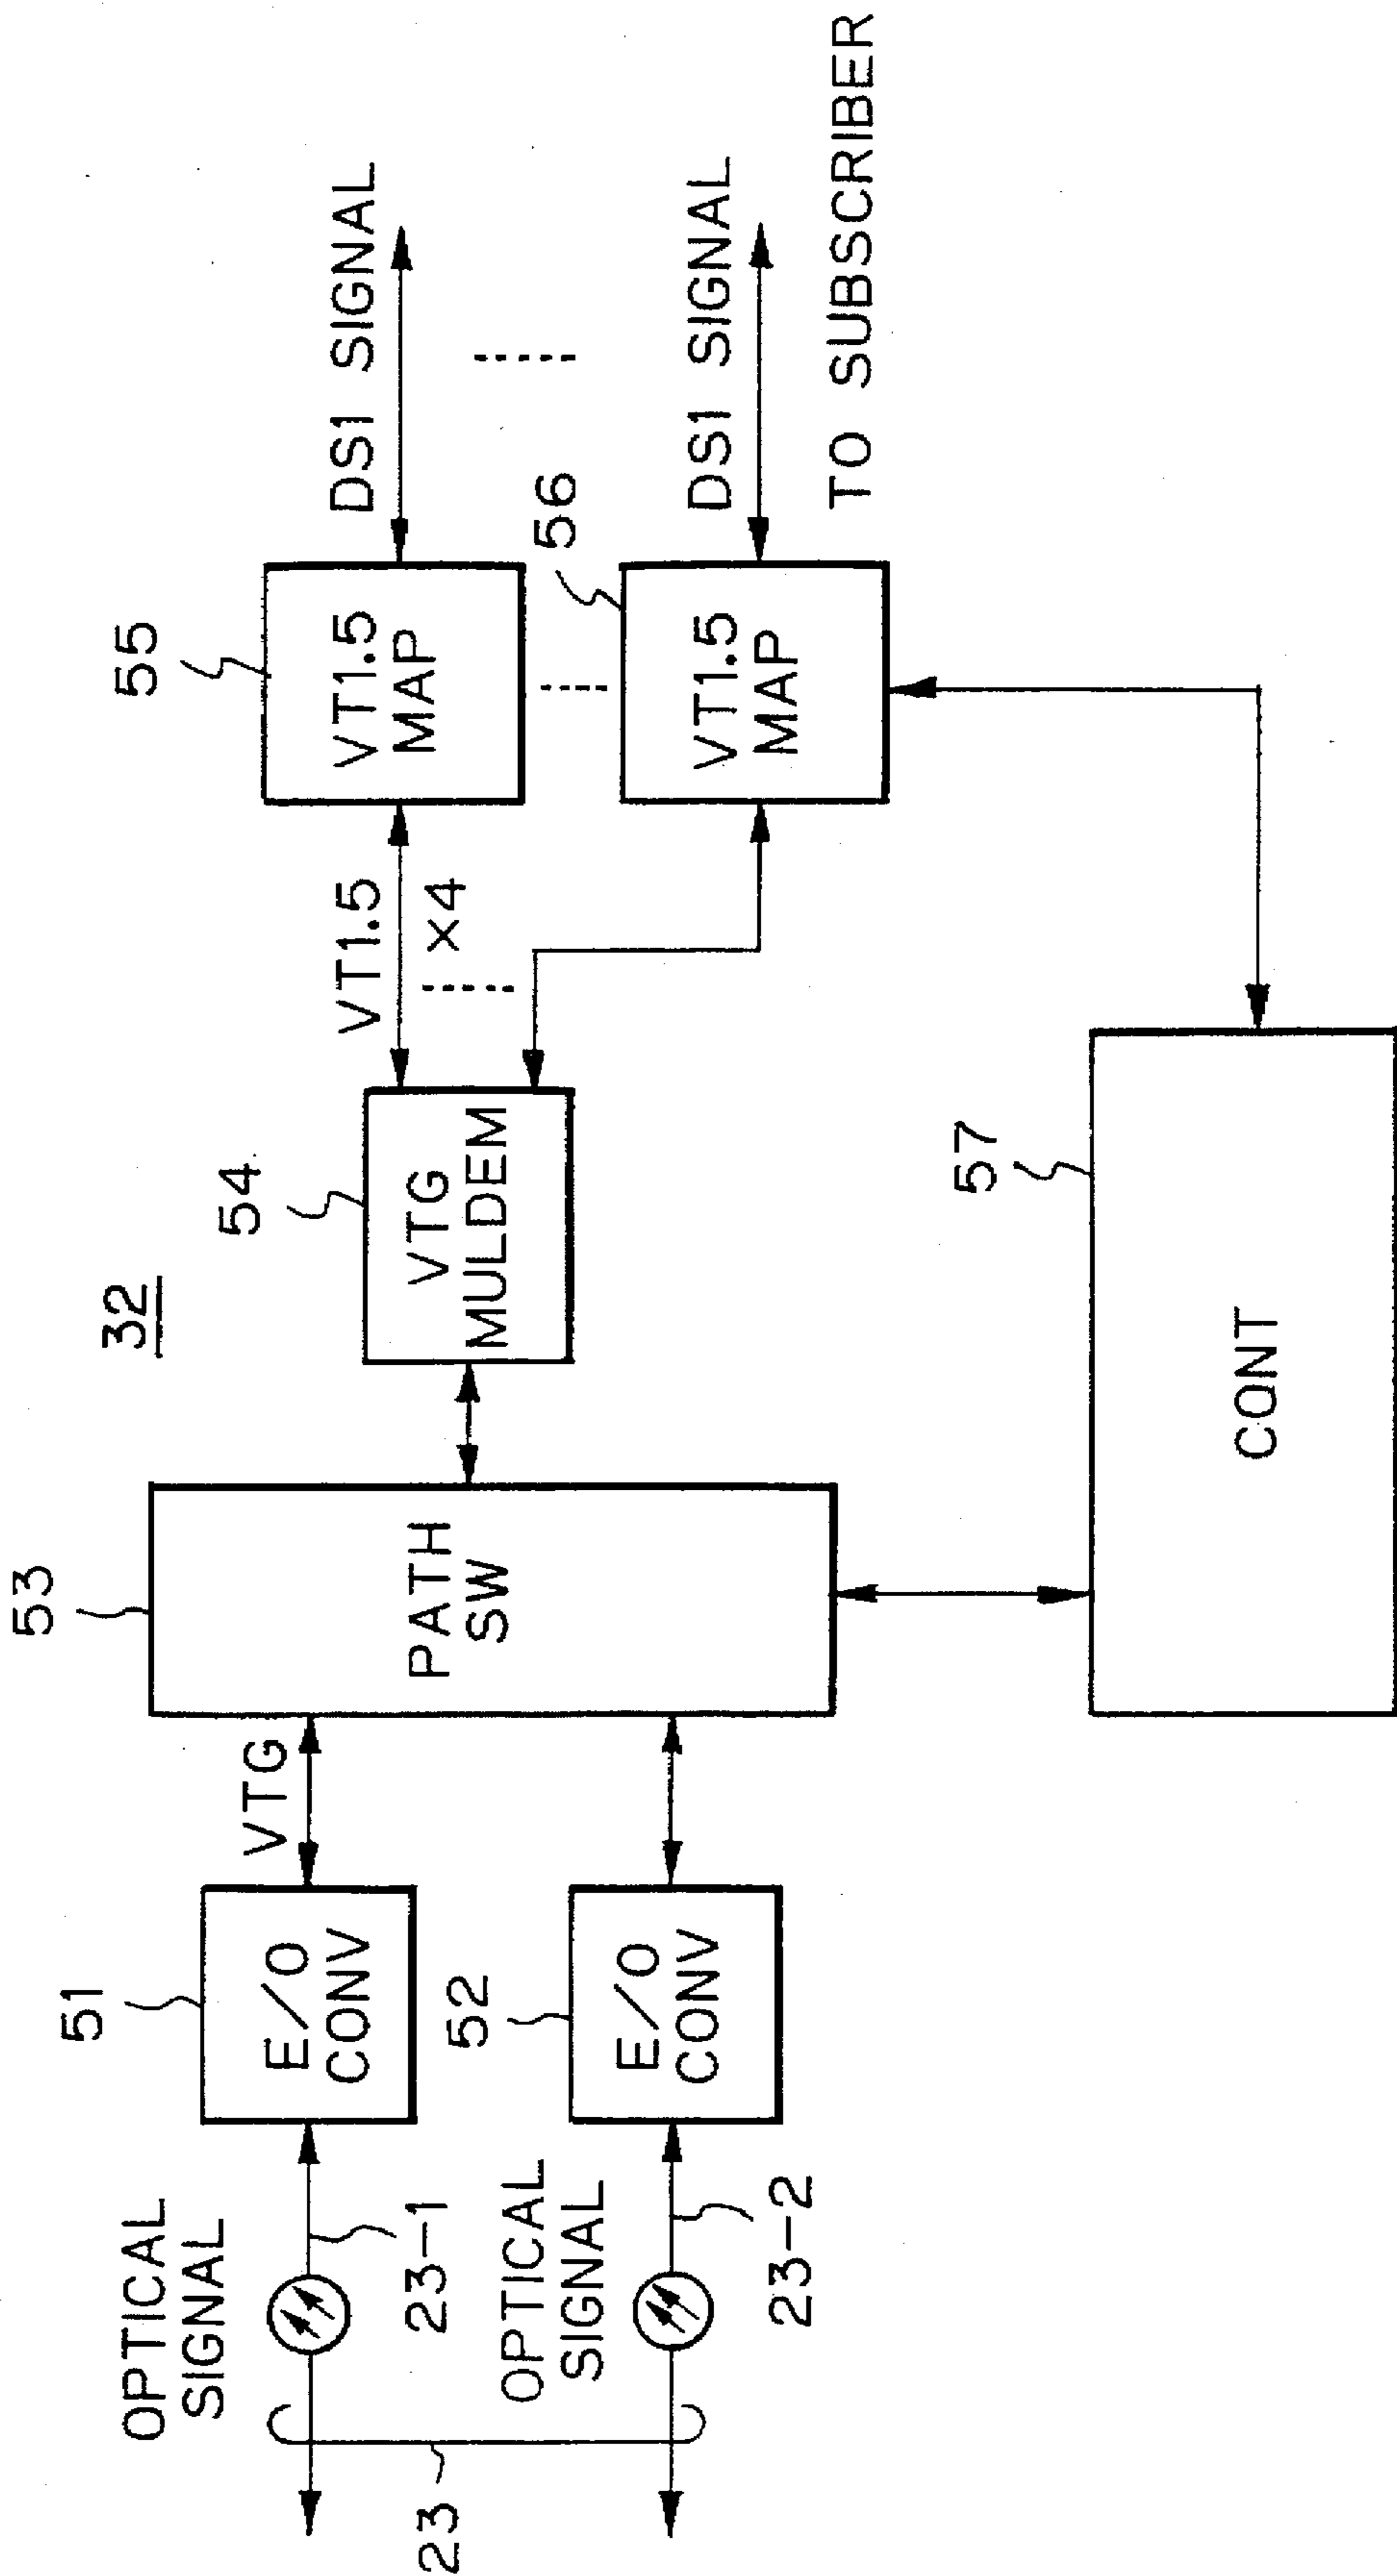 32
OPTICAL
SIGNAL
51
E/O
CONV
23-1
23
OPTICAL
SIGNAL
52
E/O
CONV
23-2
VTG
53
PATH
SW
54
VTG
MULDEM
VT1.5
×4
55
VT1.5
MAP
DS1 SIGNAL
56
VT1.5
MAP
DS1 SIGNAL
TO SUBSCRIBER
57
CONT